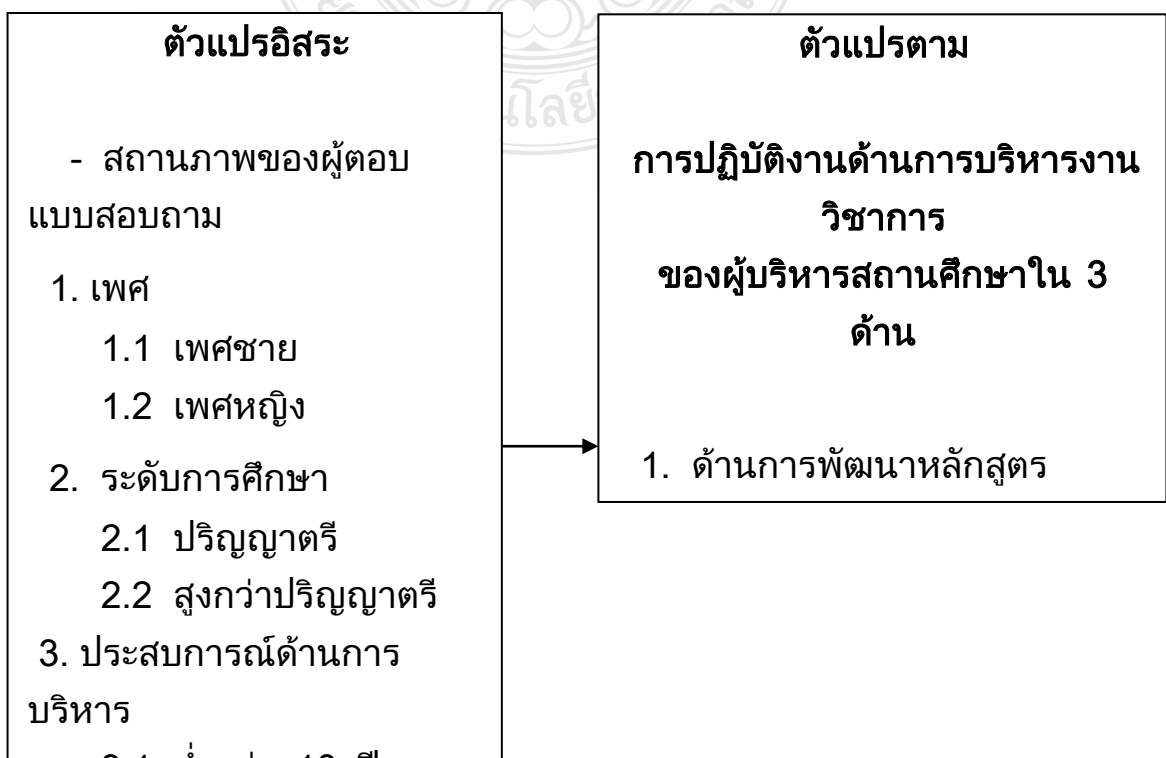 ตัวแปรอิสระ
- สถานภาพของผู้ตอบ
แบบสอบถาม
1. เพศ
1.1 เพศชาย
1.2 เพศหญิง
2. ระดับการศึกษา
2.1 ปริญญาตรี
2.2 สูงกว่าปริญญาตรี
3. ประสบการณ์ด้านการ
บริหาร
ตัวแปรตาม
การปฏิบัติงานด้านการบริหารงาน
วิชาการ
ของผู้บริหารสถานศึกษาใน 3
ด้าน
1. ด้านการพัฒนาหลักสูตร